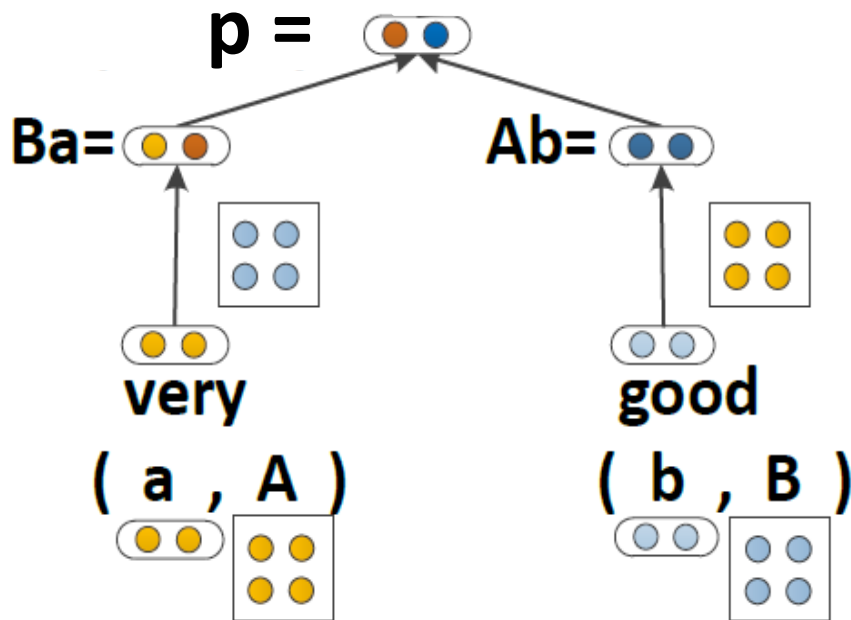 p =
Ba= Ab=
very good
( a , A ) ( b , B )